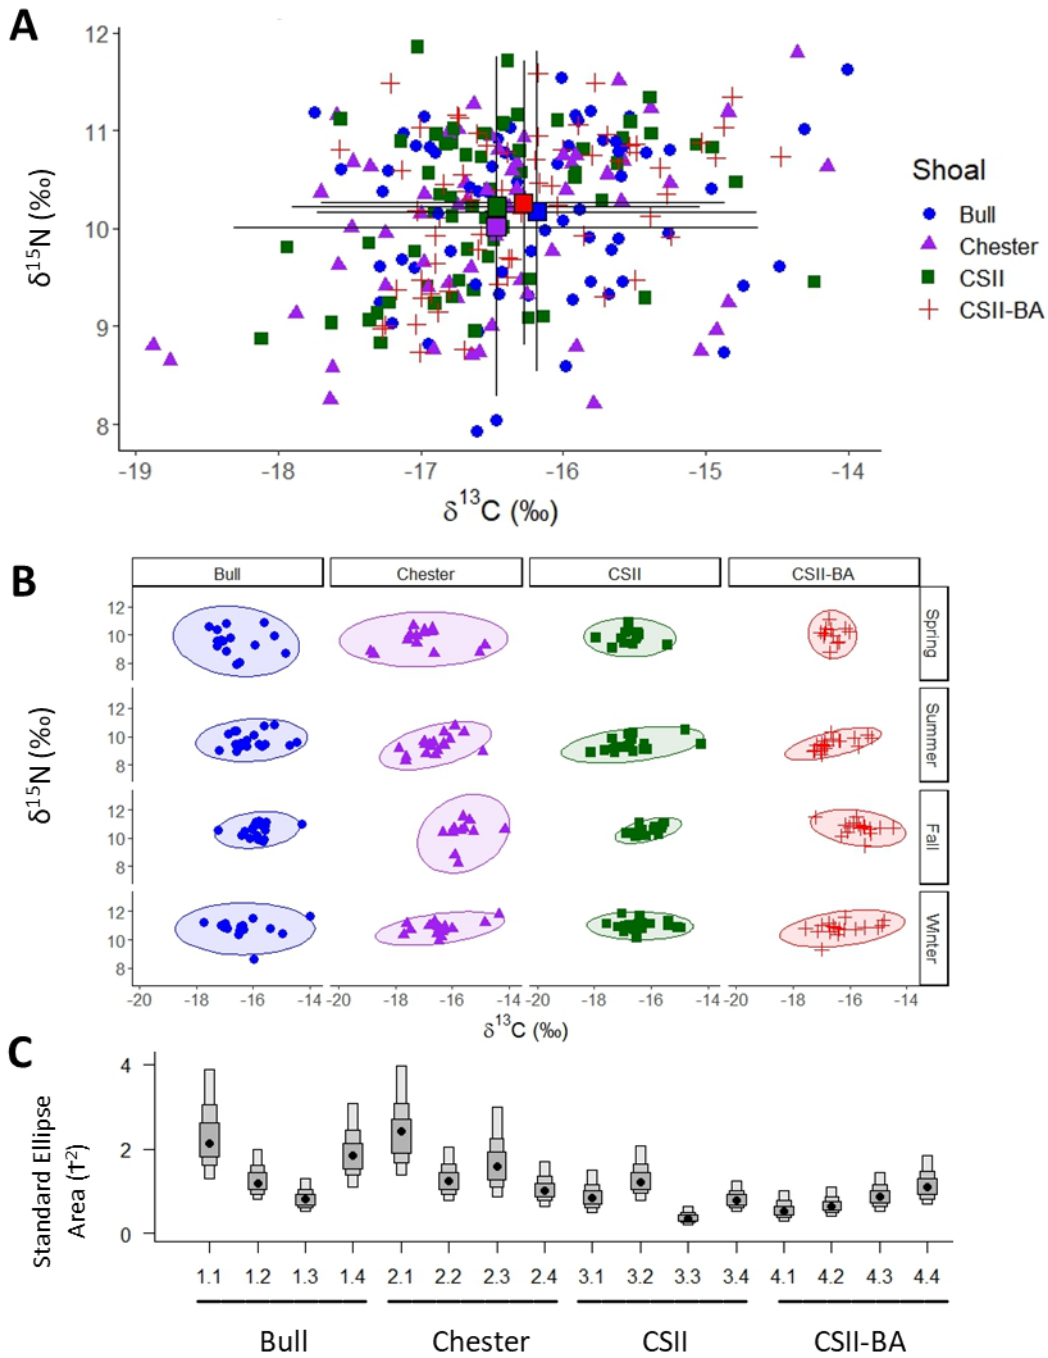 A
12
11
10
9
8
δ15N (‰)
-19 -18 -17 -16 -15 -14
δ13C (‰)
Shoal
Bull
Chester
CSII
CSII-BA
B
Bull Chester CSII CSII-BA
12
10
8
Spring
12
10
8
Summer
12
10
8
Fall
12
10
8
Winter
δ15N (‰)
-20 -18 -16 -14 -20 -18 -16 -14 -20 -18 -16 -14 -20 -18 -16 -14
δ13C (‰)
C
4
2
0
Standard Ellipse
Area (†2)
1.1 1.2 1.3 1.4 2.1 2.2 2.3 2.4 3.1 3.2 3.3 3.4 4.1 4.2 4.3 4.4
Bull Chester CSII CSII-BA